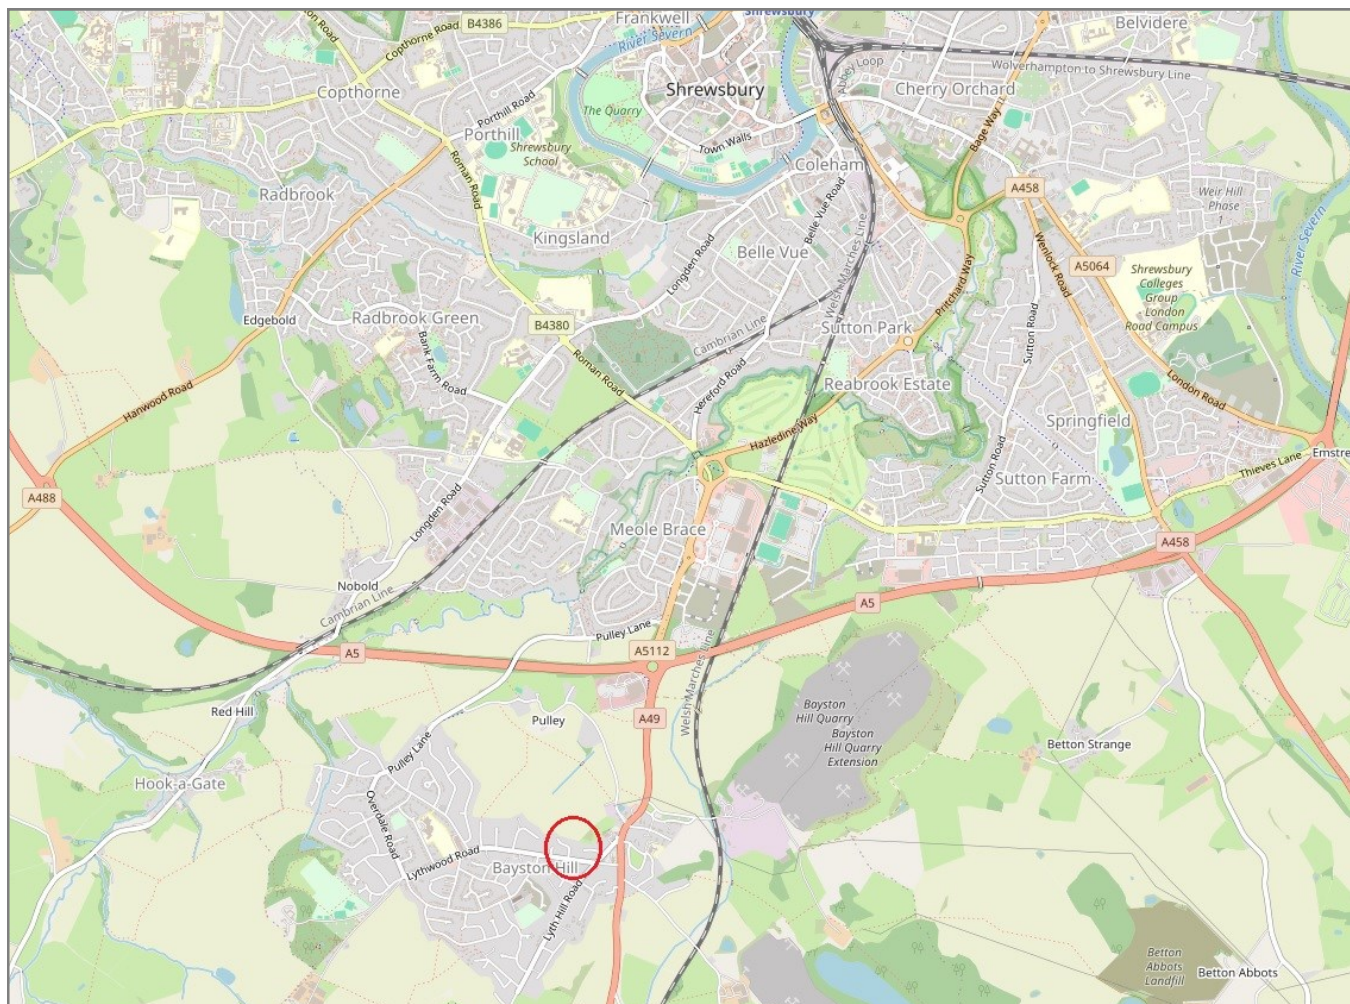 B4386
Frankwell
Shrewsbury
Belvidere
Copthorne Road
River Severn
Abbey Loop
Wolverhampton to Shrewsbury Line
Copthorne
Shrewsbury
Cherry Orchard
The Quarry
Porthill Road
Porthill
Town Walls
Bage Way
Shrewsbury
School
Coleham
Roman Road
Radbrook
A458
Weir Hill
Phase
1
Belle Vue Road
Kingsland
Longden Road
Belle Vue
Welsh Marches Line
Wenlock Road
A5064
River Severn
Shrewsbury
Colleges
Group
London
Road Campus
Pritchard Way
Edgebold
Radbrook Green
B4380
Sutton Park
Sutton Road
Bank Farm Road
Cambrian Line
Roman Road
Hereford Road
Reabrook Estate
Hanwood Road
London Road
Springfield
Hazledine Way
Emstre
Thieves Lane
Sutton Road
Sutton Farm
A488
Longden Road
Meole Brace
A458
Nobold
Cambrian Line
A5
Pulley Lane
A5112
A5
Welsh Marches Line
Red Hill
Pulley
A49
Bayston
Hill Quarry
Bayston
Hill Quarry
Extension
Betton Strange
Pulley Lane
Hook-a-Gate
Overdale Road
Lythwood Road
Bayston Hill
Lyth Hill Road
Betton
Abbots
Landfill
Betton Abbots